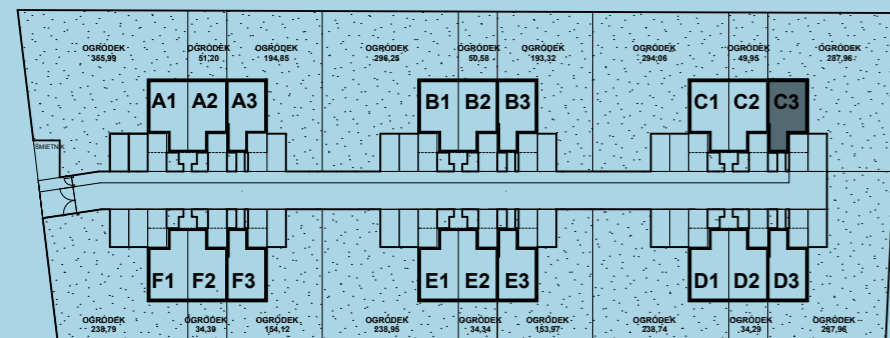 OGRÓDEK OGRÓDEK OGRÓDEK OGRÓDEK OGRÓDEK OGRÓDEK OGRÓDEK OGRÓDEK OGRÓDEK
355,99 51,20 194,85 296,25 50,58 193,32 294,06 49,95 287,96
A1 A2 A3 B1 B2 B3 C1 C2 C3
ŚMIETNIK
F1 F2 F3 E1 E2 E3 D1 D2 D3
OGRÓDEK OGRÓDEK OGRÓDEK OGRÓDEK OGRÓDEK OGRÓDEK OGRÓDEK OGRÓDEK OGRÓDEK
238,79 34,39 154,12 238,95 34,34 153,97 238,74 34,29 257,96